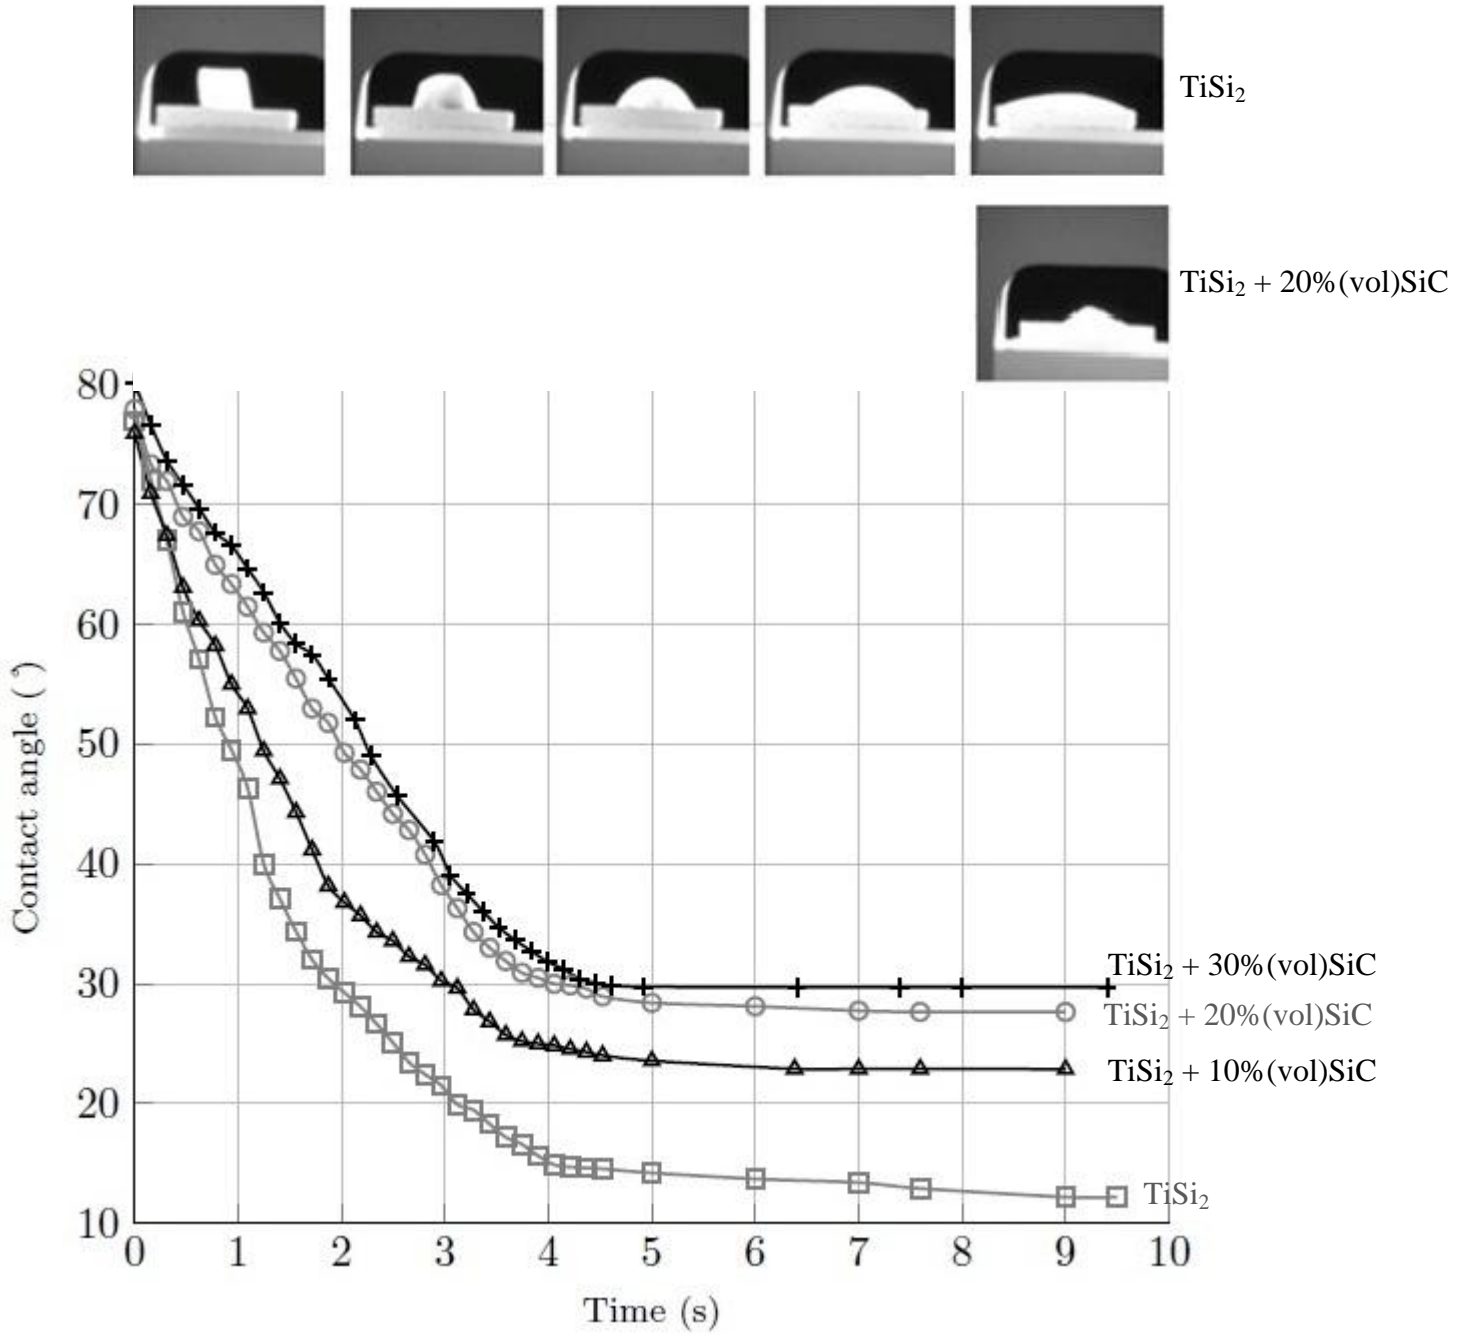 TiSi₂
TiSi₂ + 20%(vol)SiC
80
70
60
50
40
30
20
10
Contact angle (°)
TiSi₂ + 30%(vol)SiC
TiSi₂ + 20%(vol)SiC
TiSi₂ + 10%(vol)SiC
TiSi₂
0 1 2 3 4 5 6 7 8 9 10
Time (s)